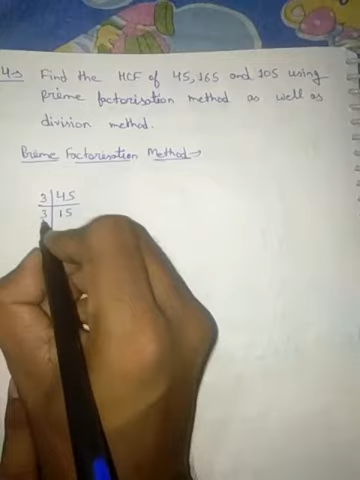 4-> Find the HCF of 45, 165 and 105 using
Prime factorisation method as well as
division method.
Prime Factorisation Method ->
3 | 45
3 | 15